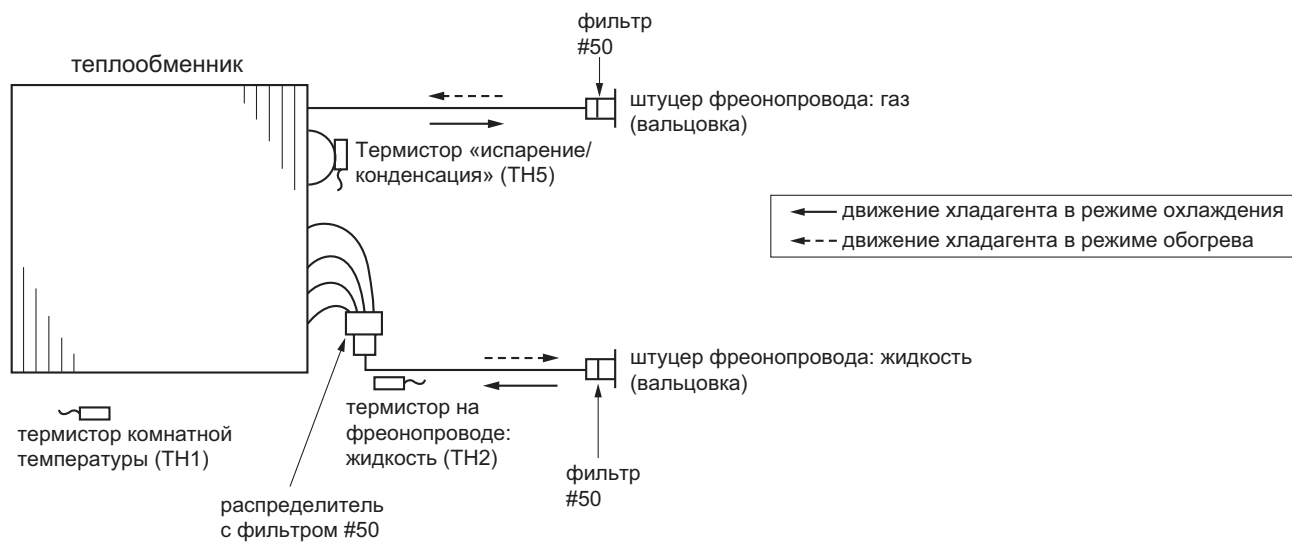 фильтр
#50
теплообменник
штуцер фреонопровода: газ
(вальцовка)
Термистор «испарение/
конденсация» (TH5)
движение хладагента в режиме охлаждения
движение хладагента в режиме обогрева
штуцер фреонопровода: жидкость
(вальцовка)
термистор на
фреонопроводе:
жидкость (TH2)
термистор комнатной
температуры (TH1)
фильтр
#50
распределитель
с фильтром #50